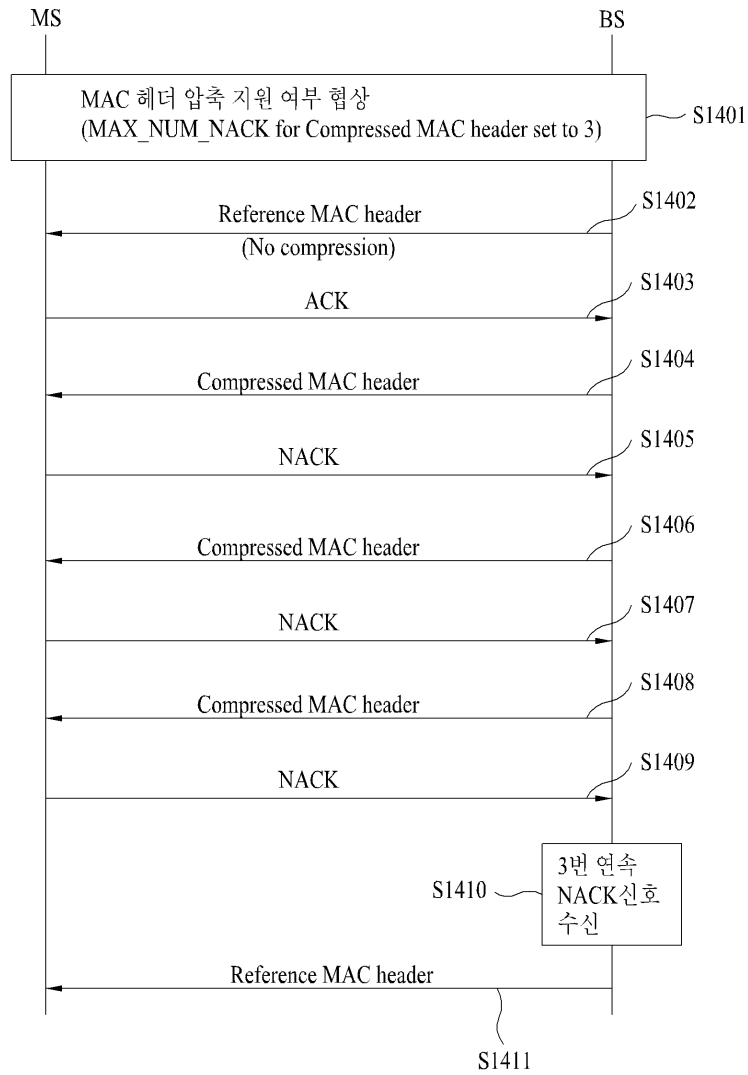 MS
BS
MAC 헤더 압축 지원 여부 협상
(MAX_NUM_NACK for Compressed MAC header set to 3)
S1401
S1402
Reference MAC header
(No compression)
S1403
ACK
S1404
Compressed MAC header
S1405
NACK
S1406
Compressed MAC header
S1407
NACK
S1408
Compressed MAC header
S1409
NACK
3번 연속
S1410
NACK신호
수신
Reference MAC header
S1411